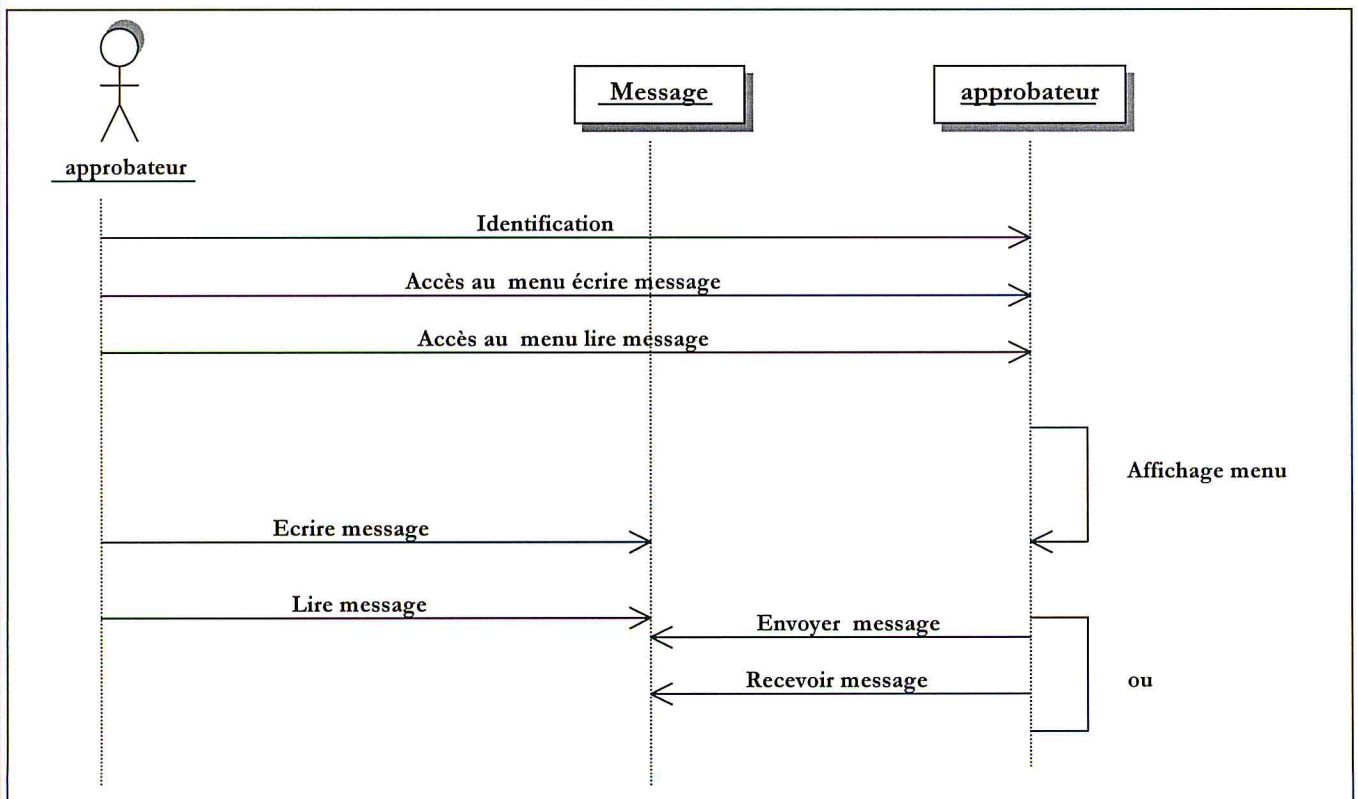 Message
approbateur
approbateur
Identification
Accès au menu écrire message
Accès au menu lire message
Affichage menu
Ecrire message
Lire message
Envoyer message
Recevoir message
ou